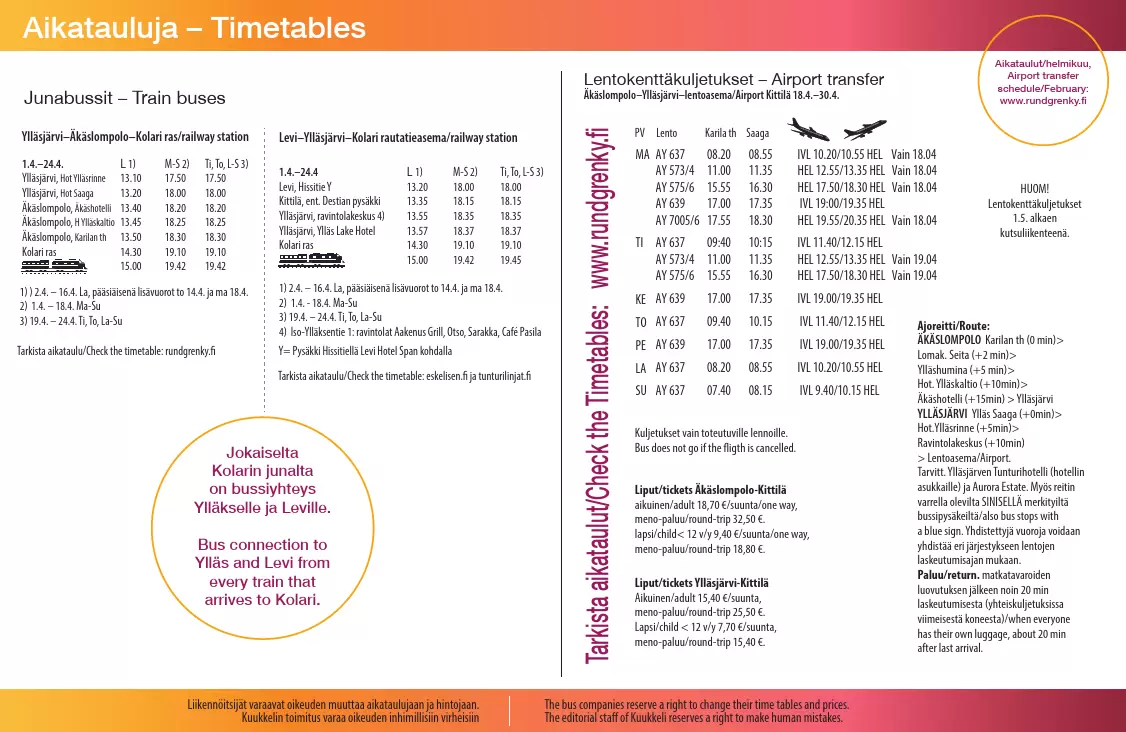 Aikatauluja – Timetables
Junabussit – Train buses
Ylläsjärvi–Äkäslompolo–Kolari ras/railway station
1.4.–24.4. L 1) M-S 2) Ti, To, L-S 3)
Ylläsjärvi, Hot Ylläsrinne 13.10 17.50 17.50
Ylläsjärvi, Hot Saaga 13.20 18.00 18.00
Äkäslompolo, Äkäshotelli 13.40 18.20 18.20
Äkäslompolo, H Ylläskaltio 13.45 18.25 18.25
Äkäslompolo, Karilan th 13.50 18.30 18.30
Kolari ras 14.30 19.10 19.10
15.00 19.42 19.42
1) ) 2.4. – 16.4. La, pääsiäisenä lisävuorot to 14.4. ja ma 18.4.
2) 1.4. – 18.4. Ma-Su
3) 19.4. – 24.4. Ti, To, La-Su
Tarkista aikataulu/Check the timetable: rundgrenky.fi
Levi–Ylläsjärvi–Kolari rautatieasema/railway station
1.4.–24.4 L 1) M-S 2) Ti, To, L-S 3)
Levi, Hissitie Y 13.20 18.00 18.00
Kittilä, ent. Destian pysäkki 13.35 18.15 18.15
Ylläsjärvi, ravintolakeskus 4) 13.55 18.35 18.35
Ylläsjärvi, Ylläs Lake Hotel 13.57 18.37 18.37
Kolari ras 14.30 19.10 19.10
15.00 19.42 19.45
1) 2.4. – 16.4. La, pääsiäisenä lisävuorot to 14.4. ja ma 18.4.
2) 1.4. - 18.4. Ma-Su
3) 19.4. – 24.4. Ti, To, La-Su
4) Iso-Ylläksentie 1: ravintolat Aakenus Grill, Otso, Sarakka, Café Pasila
Y= Pysäkki Hissitiellä Levi Hotel Span kohdalla
Tarkista aikataulu/Check the timetable: eskelisen.fi ja tunturilinjat.fi
Jokaiselta
Kolarin junalta
on bussiyhteys
Ylläkselle ja Leville.
Bus connection to
Ylläs and Levi from
every train that
arrives to Kolari.
Lentokenttäkuljetukset – Airport transfer
Äkäslompolo–Ylläsjärvi–lentoasema/Airport Kittilä 18.4.–30.4.
Tarkista aikataulut/Check the Timetables: www.rundgrenky.fi
PV Lento Karila th Saaga
MA AY 637 08.20 08.55 IVL 10.20/10.55 HEL Vain 18.04
AY 573/4 11.00 11.35 HEL 12.55/13.35 HEL Vain 18.04
AY 575/6 15.55 16.30 HEL 17.50/18.30 HEL Vain 18.04
AY 639 17.00 17.35 IVL 19:00/19.35 HEL
AY 7005/6 17.55 18.30 HEL 19.55/20.35 HEL Vain 18.04
TI AY 637 09:40 10:15 IVL 11.40/12.15 HEL
AY 573/4 11.00 11.35 HEL 12.55/13.35 HEL Vain 19.04
AY 575/6 15.55 16.30 HEL 17.50/18.30 HEL Vain 19.04
KE AY 639 17.00 17.35 IVL 19.00/19.35 HEL
TO AY 637 09.40 10.15 IVL 11.40/12.15 HEL
PE AY 639 17.00 17.35 IVL 19.00/19.35 HEL
LA AY 637 08.20 08.55 IVL 10.20/10.55 HEL
SU AY 637 07.40 08.15 IVL 9.40/10.15 HEL
Kuljetukset vain toteutuville lennoille.
Bus does not go if the fligth is cancelled.
Liput/tickets Äkäslompolo-Kittilä
aikuinen/adult 18,70 €/suunta/one way,
meno-paluu/round-trip 32,50 €.
lapsi/child< 12 v/y 9,40 €/suunta/one way,
meno-paluu/round-trip 18,80 €.
Liput/tickets Ylläsjärvi-Kittilä
Aikuinen/adult 15,40 €/suunta,
meno-paluu/round-trip 25,50 €.
Lapsi/child < 12 v/y 7,70 €/suunta,
meno-paluu/round-trip 15,40 €.
Aikataulut/helmikuu,
Airport transfer
schedule/February:
www.rundgrenky.fi
HUOM!
Lentokenttäkuljetukset
1.5. alkaen
kutsuliikenteenä.
Ajoreitti/Route:
ÄKÄSLOMPOLO Karilan th (0 min)>
Lomak. Seita (+2 min)>
Ylläshumina (+5 min)>
Hot. Ylläskaltio (+10min)>
Äkäshotelli (+15min) > Ylläsjärvi
YLLÄSJÄRVI Ylläs Saaga (+0min)>
Hot.Ylläsrinne (+5min)>
Ravintolakeskus (+10min)
> Lentoasema/Airport.
Tarvitt. Ylläsjärven Tunturihotelli (hotellin
asukkaille) ja Aurora Estate. Myös reitin
varrella olevilta SINISELLÄ merkityiltä
bussipysäkeiltä/also bus stops with
a blue sign. Yhdistettyjä vuoroja voidaan
yhdistää eri järjestykseen lentojen
laskeutumisajan mukaan.
Paluu/return. matkatavaroiden
luovutuksen jälkeen noin 20 min
laskeutumisesta (yhteiskuljetuksissa
viimeisestä koneesta)/when everyone
has their own luggage, about 20 min
after last arrival.
Liikennöitsijät varaavat oikeuden muuttaa aikataulujaan ja hintojaan.
Kuukkelin toimitus varaa oikeuden inhimillisiin virheisiin
The bus companies reserve a right to change their time tables and prices.
The editorial staff of Kuukkeli reserves a right to make human mistakes.